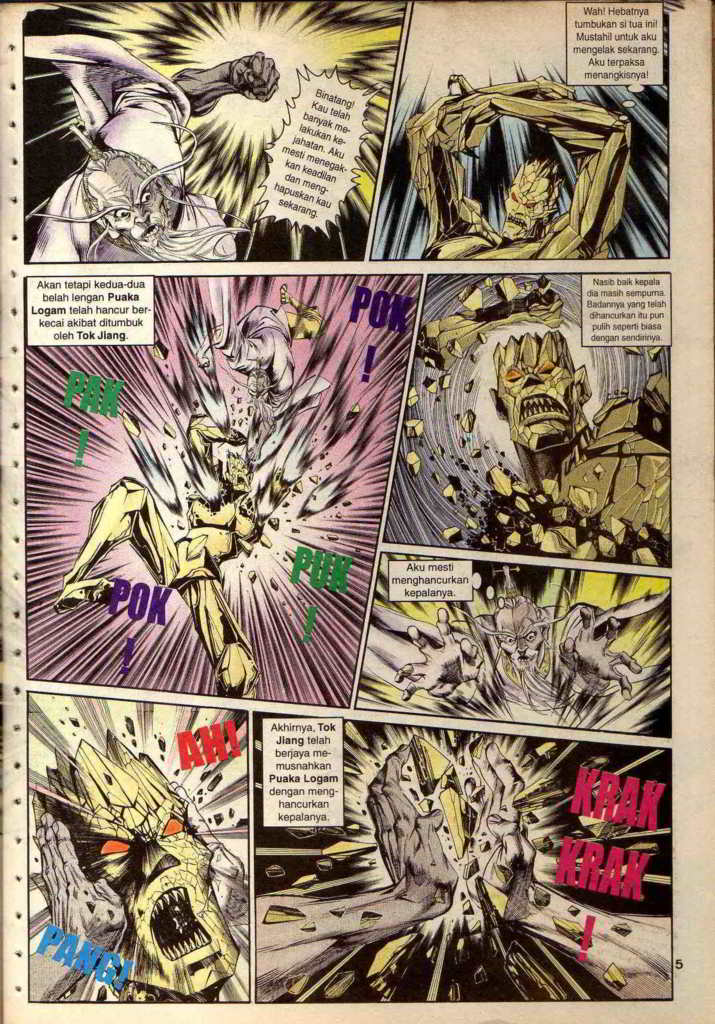 Binatang!
Kau telah
banyak me-
lakukan ke-
jahatan. Aku
mesti menegak-
kan keadilan
dan meng-
hapuskan kau
sekarang.
Wah! Hebatnya
tumbukan si tua ini!
Mustahil untuk aku
mengelak sekarang.
Aku terpaksa
menangkisnya!
Akan tetapi kedua-dua
belah lengan Puaka
Logam telah hancur ber-
kecai akibat ditumbuk
oleh Tok Jiang.
POK
!
PAK
!
PUK
!
POK
!
Nasib baik kepala
dia masih sempurna.
Badannya yang telah
dihancurkan itu pun
pulih seperti biasa
dengan sendirinya.
Aku mesti
menghancurkan
kepalanya.
AH!
PANG!
Akhirnya, Tok
Jiang telah
berjaya me-
musnahkan
Puaka Logam
dengan meng-
hancurkan
kepalanya.
KRAK
KRAK
!
5